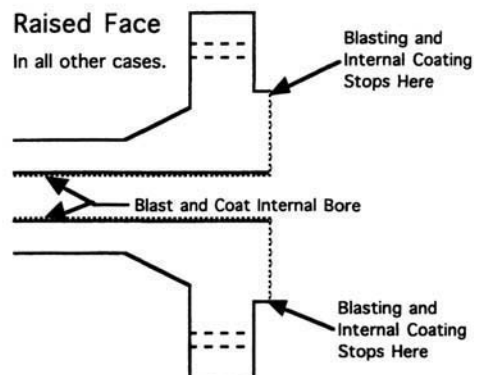 Raised Face
In all other cases.
Blasting and
Internal Coating
Stops Here
Blast and Coat Internal Bore
Blasting and
Internal Coating
Stops Here